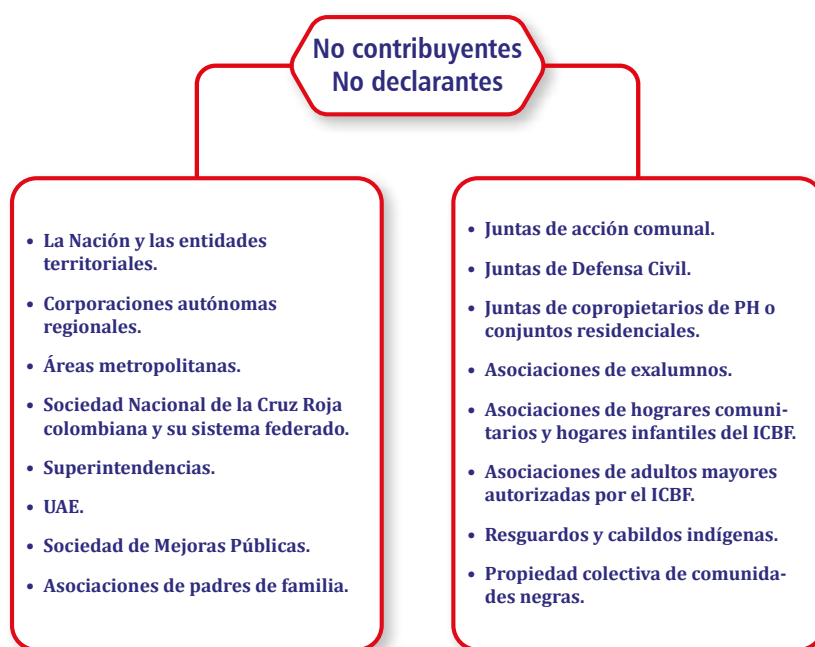 No contribuyentes
No declarantes
• La Nación y las entidades
territoriales.
• Corporaciones autónomas
regionales.
• Áreas metropolitanas.
• Sociedad Nacional de la Cruz Roja
colombiana y su sistema federado.
• Superintendencias.
• UAE.
• Sociedad de Mejoras Públicas.
• Asociaciones de padres de familia.
• Juntas de acción comunal.
• Juntas de Defensa Civil.
• Juntas de copropietarios de PH o
conjuntos residenciales.
• Asociaciones de exalumnos.
• Asociaciones de hograres comuni-
tarios y hogares infantiles del ICBF.
• Asociaciones de adultos mayores
autorizadas por el ICBF.
• Resguardos y cabildos indígenas.
• Propiedad colectiva de comunida-
des negras.